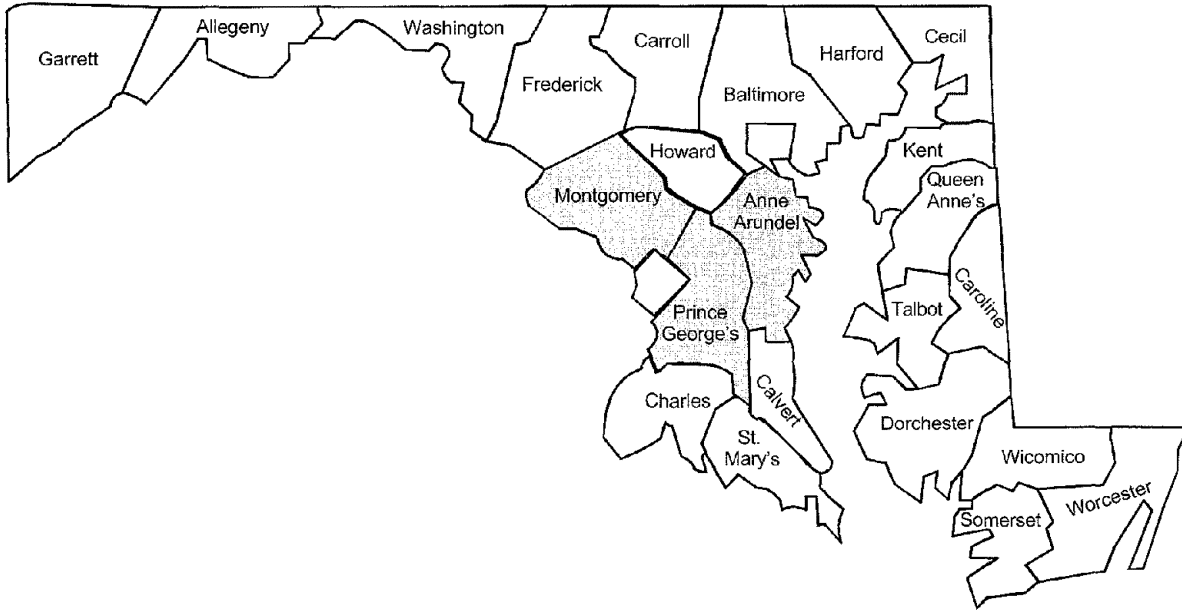 Garrett
Allegeny
Washington
Frederick
Carroll
Baltimore
Harford
Cecil
Howard
Kent
Montgomery
Anne
Arundel
Queen
Anne's
Prince
George's
Talbot
Caroline
Charles
Calvert
St.
Mary's
Dorchester
Wicomico
Somerset
Worcester